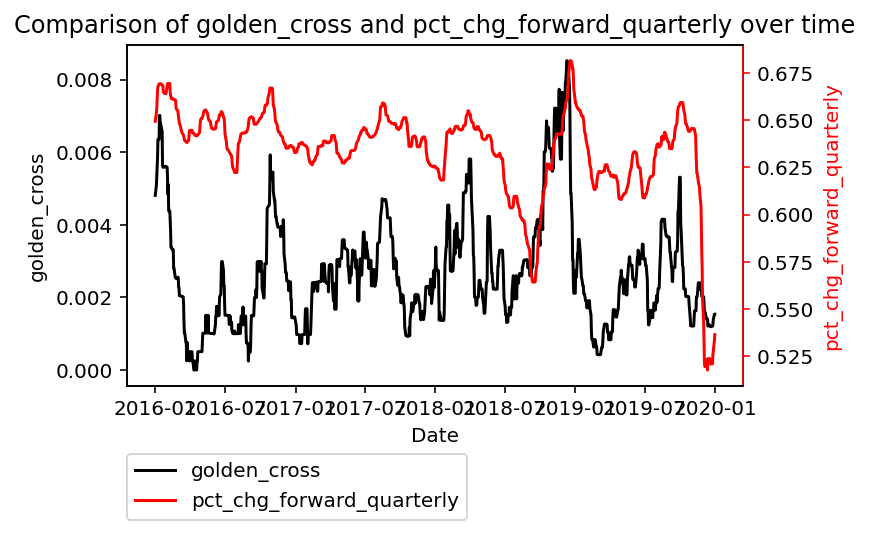 Comparison of golden_cross and pct_chg_forward_quarterly over time
golden_cross
0.008
0.006
0.004
0.002
0.000
0.675
0.650
0.625
0.600
0.575
0.550
0.525
pct_chg_forward_quarterly
2016-01 2016-07 2017-01 2017-07 2018-01 2018-07 2019-01 2019-07 2020-01
Date
golden_cross
pct_chg_forward_quarterly